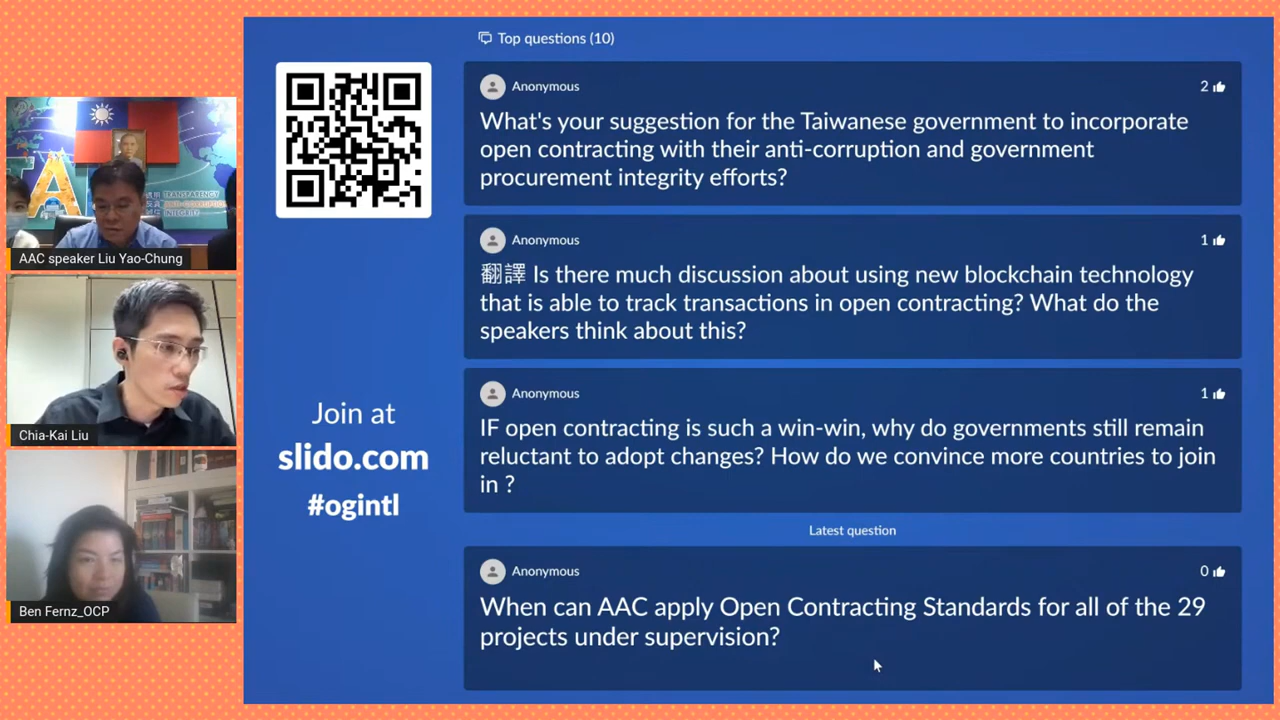 Top questions (10)
Anonymous
2
What's your suggestion for the Taiwanese government to incorporate
open contracting with their anti-corruption and government
procurement integrity efforts?
Anonymous
1
翻譯 Is there much discussion about using new blockchain technology
that is able to track transactions in open contracting? What do the
speakers think about this?
Anonymous
1
IF open contracting is such a win-win, why do governments still remain
reluctant to adopt changes? How do we convince more countries to join
in ?
Latest question
Anonymous
0
When can AAC apply Open Contracting Standards for all of the 29
projects under supervision?
Join at
slido.com
#ogintl
TRANSPARENCY
ANTI-CORRUPTION
INTEGRITY
AAC speaker Liu Yao-Chung
Chia-Kai Liu
Ben Fernz_OCP